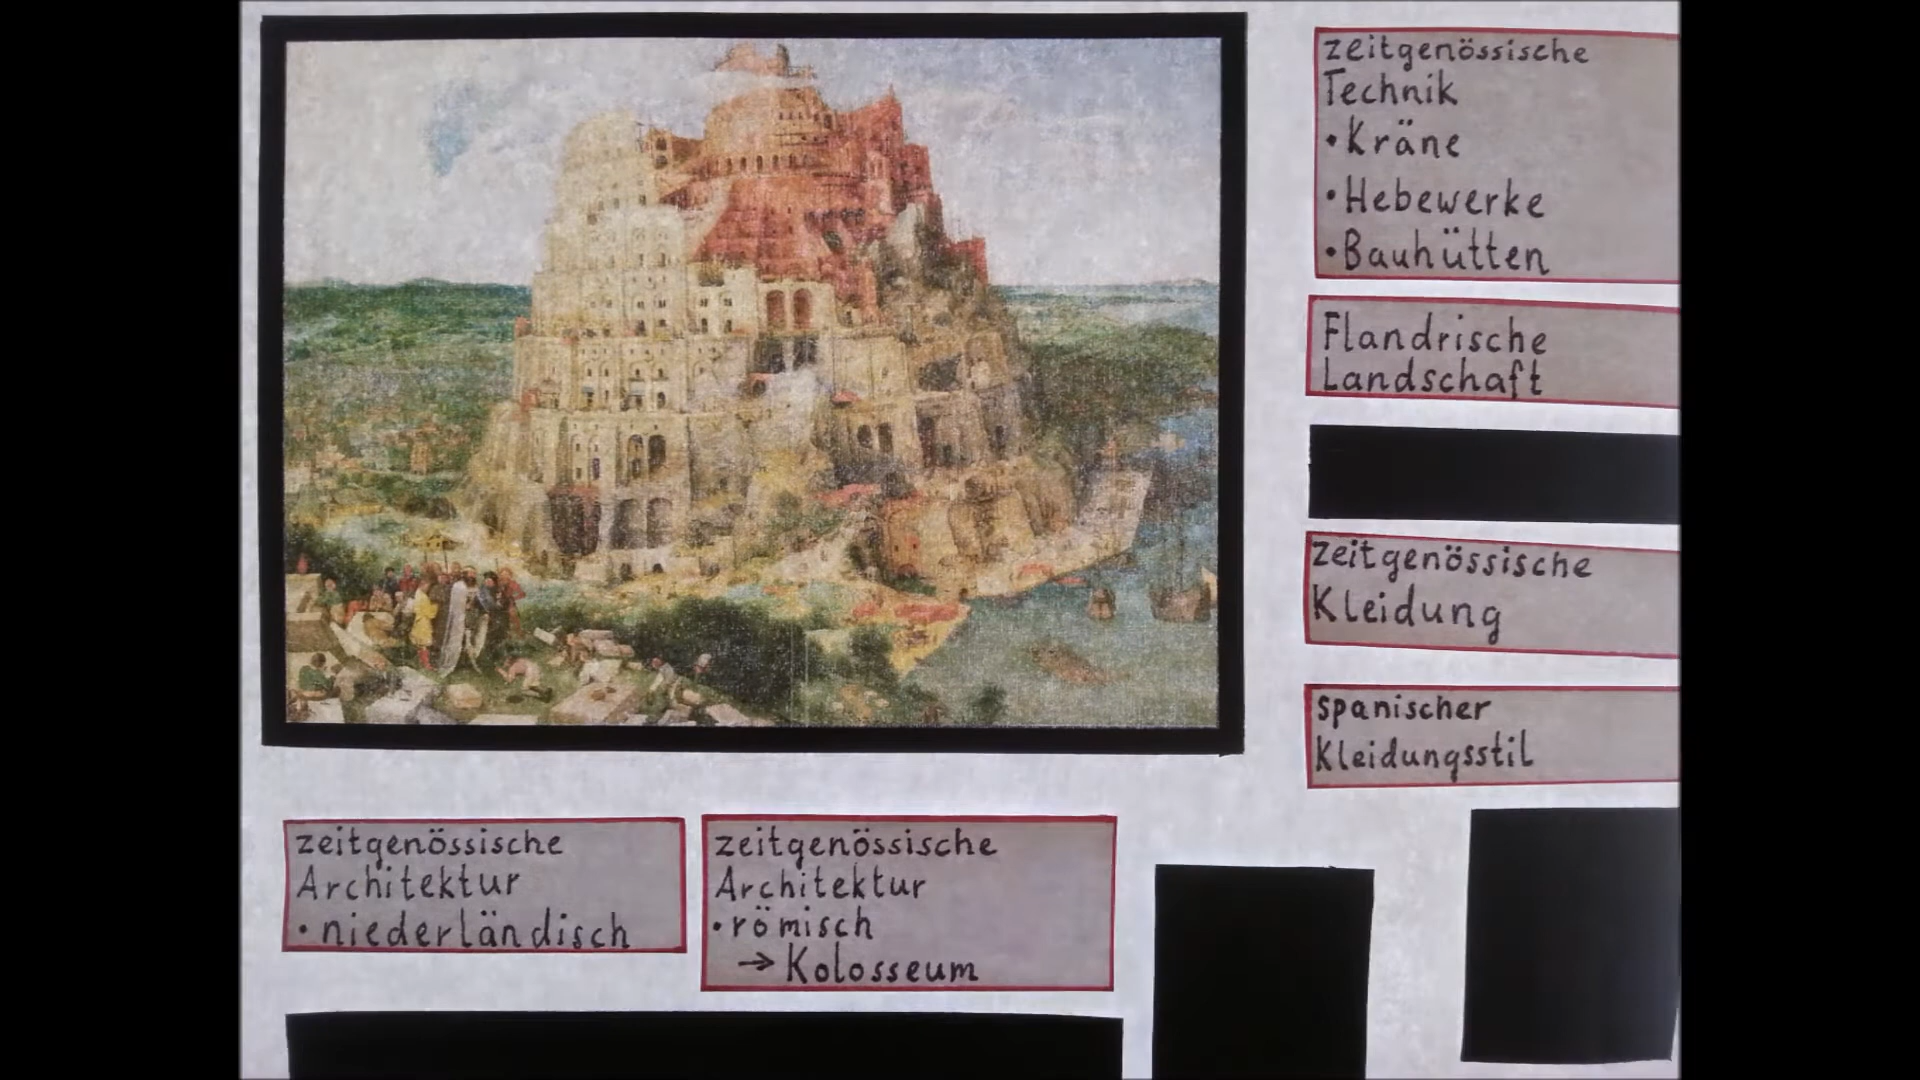 zeitgenössische
Technik
• Kräne
• Hebewerke
• Bauhütten
Flandrische
Landschaft
zeitgenössische
Kleidung
spanischer
Kleidungsstil
zeitgenössische
Architektur
• niederländisch
zeitgenössische
Architektur
• römisch
→ Kolosseum